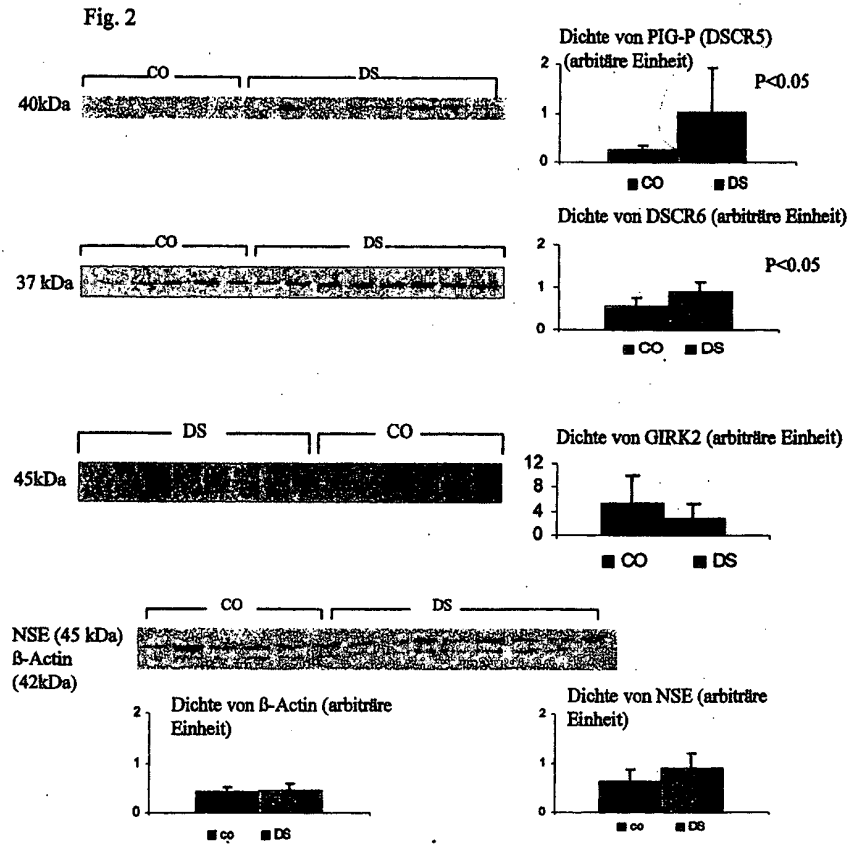 Fig. 2
CO DS
40kDa
Dichte von PIG-P (DSCR5)
(arbitäre Einheit)
2
P<0.05
1
0
CO DS
CO DS
37 kDa
Dichte von DSCR6 (arbiträre Einheit)
2
P<0.05
1
0
CO DS
DS CO
45kDa
Dichte von GIRK2 (arbiträre Einheit)
12
8
4
0
CO DS
CO DS
NSE (45 kDa)
ß-Actin
(42kDa)
Dichte von ß-Actin (arbiträre
Einheit)
2
1
0
co DS
Dichte von NSE (arbiträre
Einheit)
2
1
0
co DS